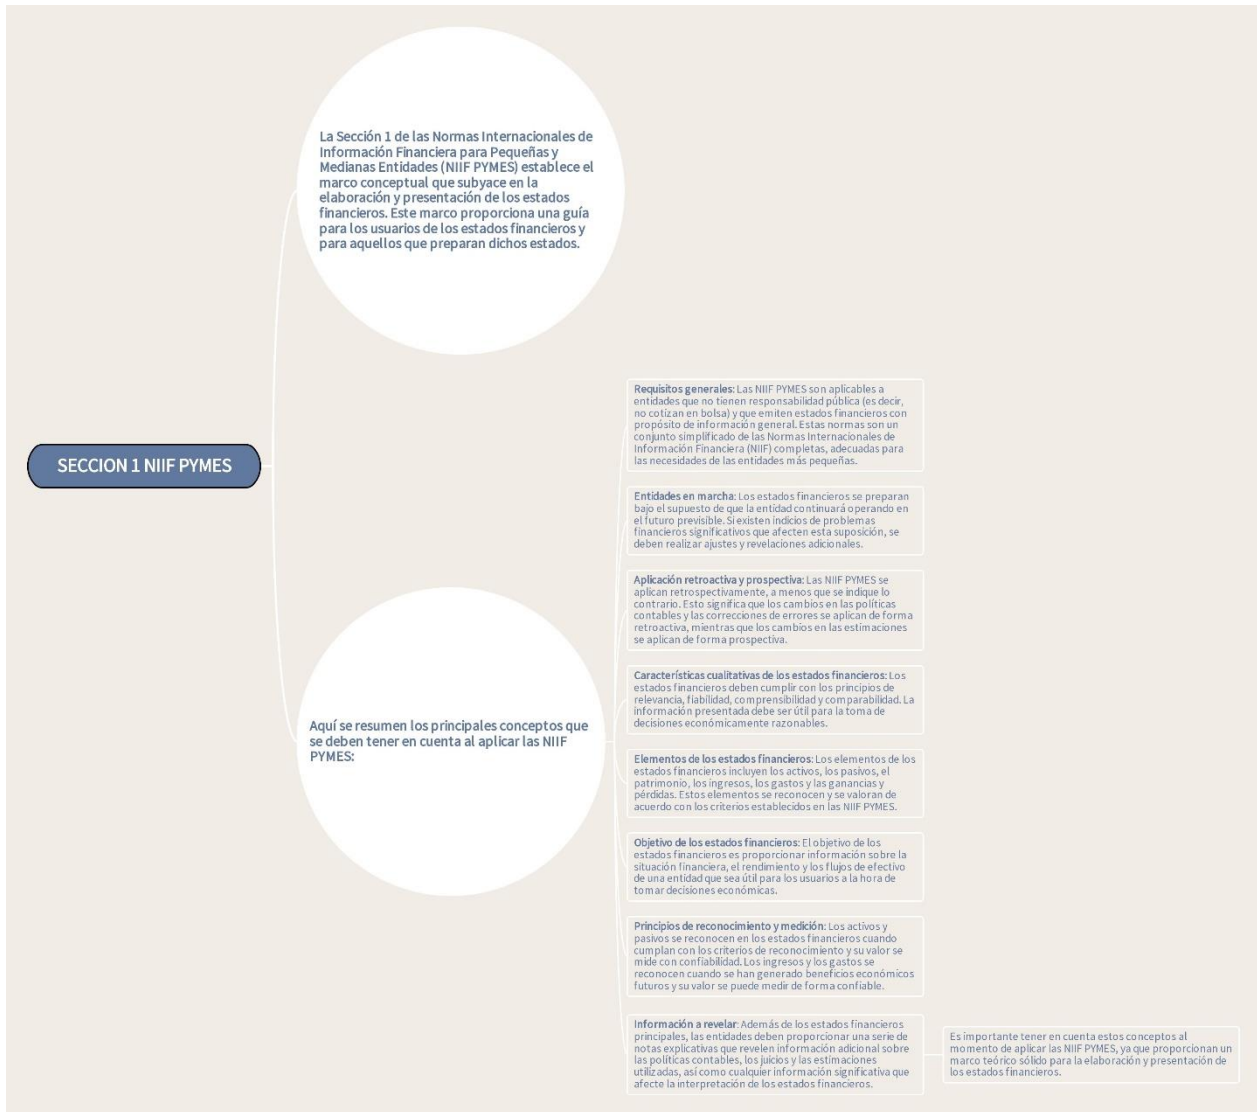 La Sección 1 de las Normas Internacionales de
Información Financiera para Pequeñas y
Medianas Entidades (NIIF PYMES) establece el
marco conceptual que subyace en la
elaboración y presentación de los estados
financieros. Este marco proporciona una guía
para los usuarios de los estados financieros y
para aquellos que preparan dichos estados.
SECCION 1 NIIF PYMES
Aquí se resumen los principales conceptos que
se deben tener en cuenta al aplicar las NIIF
PYMES:
Requisitos generales: Las NIIF PYMES son aplicables a
entidades que no tienen responsabilidad pública (es decir,
no cotizan en bolsa) y que emiten estados financieros con
propósito de información general. Estas normas son un
conjunto simplificado de las Normas Internacionales de
Información Financiera (NIIF) completas, adecuadas para
las necesidades de las entidades más pequeñas.
Entidades en marcha: Los estados financieros se preparan
bajo el supuesto de que la entidad continuará operando en
el futuro previsible. Si existen indicios de problemas
financieros significativos que afecten esta suposición, se
deben realizar ajustes y revelaciones adicionales.
Aplicación retroactiva y prospectiva: Las NIIF PYMES se
aplican retrospectivamente, a menos que se indique lo
contrario. Esto significa que los cambios en las políticas
contables y las correcciones de errores se aplican de forma
retroactiva, mientras que los cambios en las estimaciones
se aplican de forma prospectiva.
Características cualitativas de los estados financieros: Los
estados financieros deben cumplir con los principios de
relevancia, fiabilidad, comprensibilidad y comparabilidad. La
información presentada debe ser útil para la toma de
decisiones económicamente razonables.
Elementos de los estados financieros: Los elementos de los
estados financieros incluyen los activos, los pasivos, el
patrimonio, los ingresos, los gastos y las ganancias y
pérdidas. Estos elementos se reconocen y se valoran de
acuerdo con los criterios establecidos en las NIIF PYMES.
Objetivo de los estados financieros: El objetivo de los
estados financieros es proporcionar información sobre la
situación financiera, el rendimiento y los flujos de efectivo
de una entidad que sea útil para los usuarios a la hora de
tomar decisiones económicas.
Principios de reconocimiento y medición: Los activos y
pasivos se reconocen en los estados financieros cuando
cumplan con los criterios de reconocimiento y su valor se
mide con confiabilidad. Los ingresos y los gastos se
reconocen cuando se han generado beneficios económicos
futuros y su valor se puede medir de forma confiable.
Información a revelar: Además de los estados financieros
principales, las entidades deben proporcionar una serie de
notas explicativas que revelen información adicional sobre
las políticas contables, los juicios y las estimaciones
utilizadas, así como cualquier información significativa que
afecte la interpretación de los estados financieros.
Es importante tener en cuenta estos conceptos al
momento de aplicar las NIIF PYMES, ya que proporcionan un
marco teórico sólido para la elaboración y presentación de
los estados financieros.